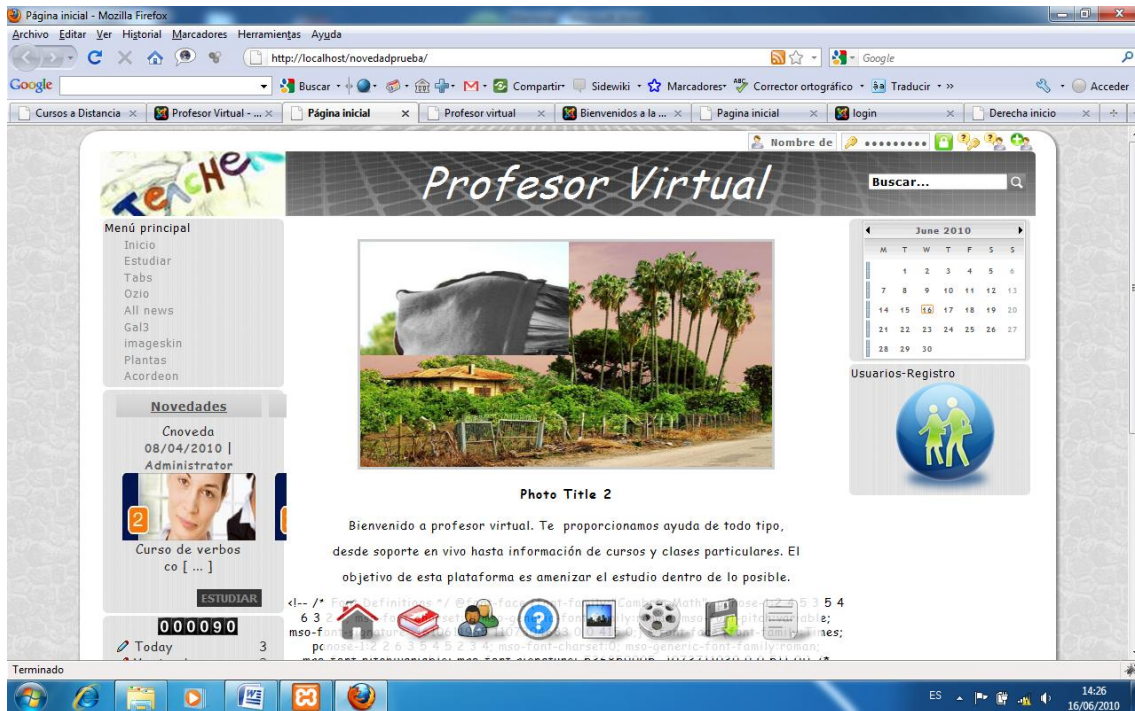 Página inicial - Mozilla Firefox
Archivo Editar Ver Historial Marcadores Herramientas Ayuda
http://localhost/novedadprueba/
Google
Google
Buscar
Compartir
Sidewiki
Marcadores
Corrector ortográfico
Traducir
Acceder
Cursos a Distancia
Profesor Virtual - ...
Página inicial
Profesor virtual
Bienvenidos a la ...
Pagina inicial
login
Derecha inicio
Nombre de
TEACHER
Profesor Virtual
Buscar...
Menú principal
Inicio
Estudiar
Tabs
Ozio
All news
Gal3
imageskin
Plantas
Acordeon
Novedades
Cnoveda
08/04/2010 |
Administrator
2
Curso de verbos
co [ ... ]
ESTUDIAR
000090
Today 3
Photo Title 2
Bienvenido a profesor virtual. Te proporcionamos ayuda de todo tipo,
desde soporte en vivo hasta información de cursos y clases particulares. El
objetivo de esta plataforma es amenizar el estudio dentro de lo posible.
June 2010
M T W T F S S
1 2 3 4 5 6
7 8 9 10 11 12 13
14 15 16 17 18 19 20
21 22 23 24 25 26 27
28 29 30
Usuarios-Registro
Terminado
ES
14:26
16/06/2010